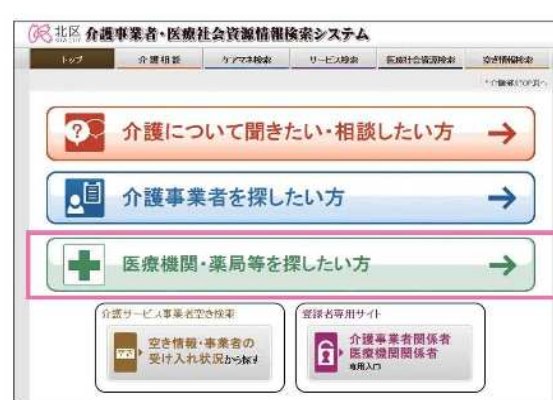 北区 介護事業者・医療社会資源情報検索システム
トップ
介護相談
ケアマネ検索
サービス検索
医療社会資源検索
空き情報検索
介護について聞きたい・相談したい方
介護事業者を探したい方
医療機関・薬局等を探したい方
介護サービス事業者空き検索
空き情報・事業者の
受け入れ状況から探す
登録者専用サイト
介護事業者関係者
医療機関関係者
専用入口